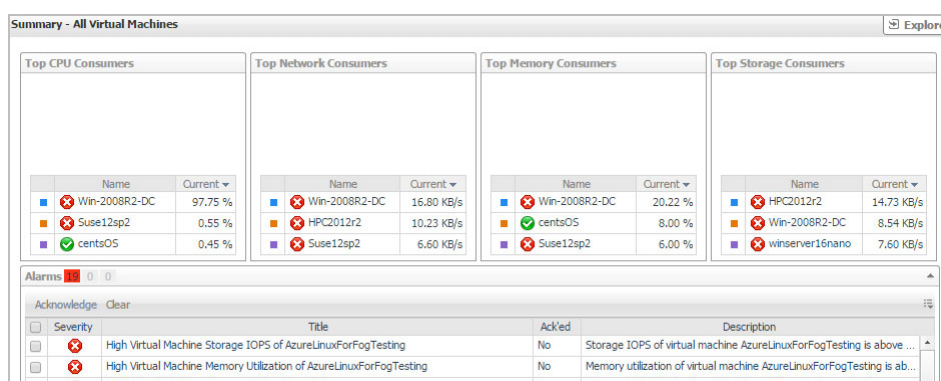 Summary - All Virtual Machines
Explore
Top CPU Consumers
Name Current
Win-2008R2-DC 97.75 %
Suse12sp2 0.55 %
centsOS 0.45 %
Top Network Consumers
Name Current
Win-2008R2-DC 16.80 KB/s
HPC2012r2 10.23 KB/s
Suse12sp2 6.60 KB/s
Top Memory Consumers
Name Current
Win-2008R2-DC 20.22 %
centsOS 8.00 %
Suse12sp2 6.00 %
Top Storage Consumers
Name Current
HPC2012r2 14.73 KB/s
Win-2008R2-DC 8.54 KB/s
winserver16nano 7.60 KB/s
Alarms 19 0 0
Acknowledge Clear
Severity Title Ack'ed Description
High Virtual Machine Storage IOPS of AzureLinuxForFogTesting No Storage IOPS of virtual machine AzureLinuxForFogTesting is above ...
High Virtual Machine Memory Utilization of AzureLinuxForFogTesting No Memory utilization of virtual machine AzureLinuxForFogTesting is ab...